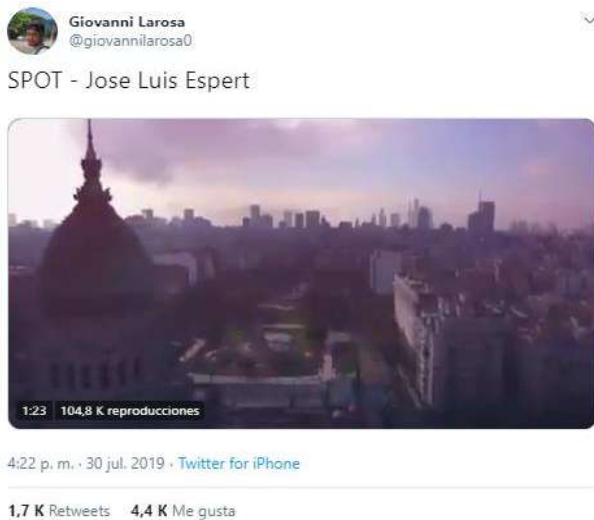 Giovanni Larosa
@giovannilarosa0
SPOT - Jose Luis Espert
1:23 104,8 K reproducciones
4:22 p. m. · 30 jul. 2019 · Twitter for iPhone
1,7 K Retweets 4,4 K Me gusta